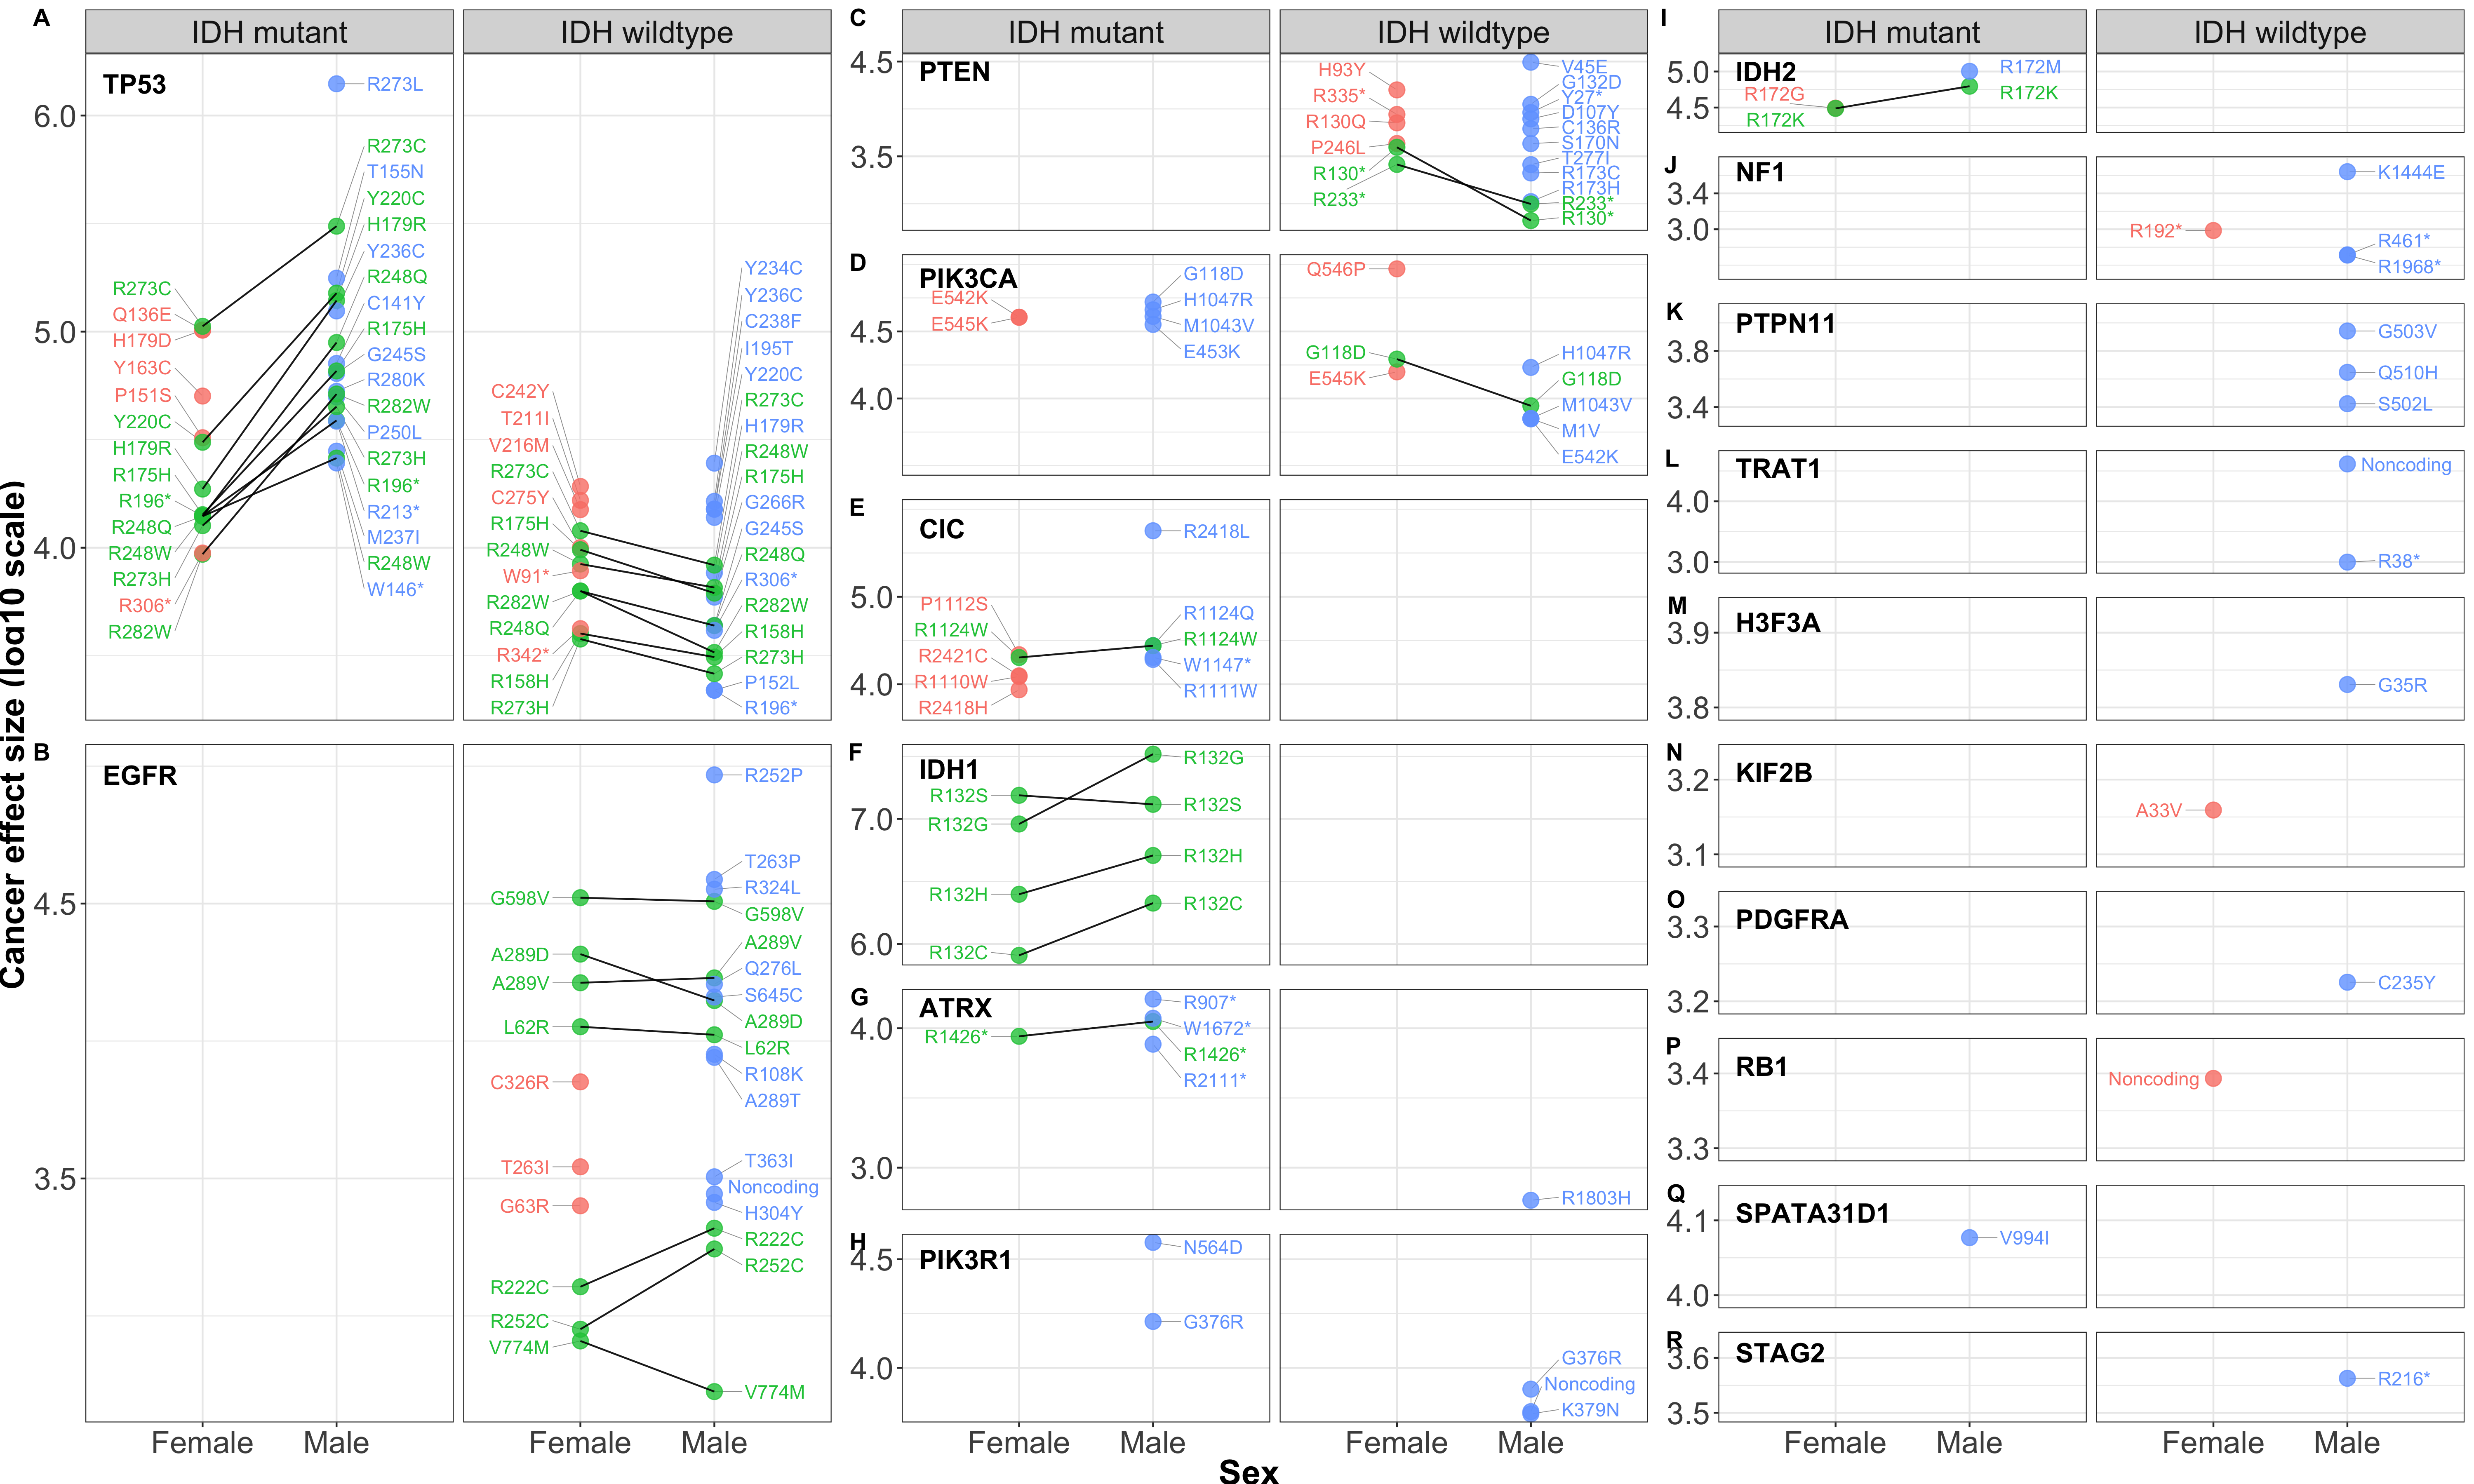 Cancer effect size (log10 scale)
A
IDH mutant
IDH wildtype
TP53
6.0
5.0
4.0
R273C
Q136E
H179D
Y163C
P151S
Y220C
H179R
R175H
R196*
R248Q
R248W
R273H
R306*
R282W
R273L
R273C
T155N
Y220C
H179R
Y236C
R248Q
C141Y
R175H
G245S
R280K
R282W
P250L
R273H
R196*
R213*
M237I
R248W
W146*
C242Y
T211I
V216M
R273C
C275Y
R175H
R248W
W91*
R282W
R248Q
R342*
R158H
R273H
Y234C
Y236C
C238F
I195T
Y220C
R273C
H179R
R248W
R175H
G266R
G245S
R248Q
R306*
R282W
R158H
R273H
P152L
R196*
B
EGFR
4.5
3.5
G598V
A289D
A289V
L62R
C326R
T263I
G63R
R222C
R252C
V774M
R252P
T263P
R324L
G598V
A289V
Q276L
S645C
A289D
L62R
R108K
A289T
T363I
Noncoding
H304Y
R222C
R252C
V774M
Female
Male
Female
Male
C
IDH mutant
IDH wildtype
PTEN
4.5
3.5
H93Y
R335*
R130Q
P246L
R130*
R233*
V45E
G132D
Y27*
D107Y
C136R
S170N
T277I
R173C
R173H
R233*
R130*
D
PIK3CA
4.5
4.0
E542K
E545K
G118D
H1047R
M1043V
E453K
Q546P
G118D
E545K
H1047R
G118D
M1043V
M1V
E542K
E
CIC
5.0
4.0
P1112S
R1124W
R2421C
R1110W
R2418H
R2418L
R1124Q
R1124W
W1147*
R1111W
F
IDH1
7.0
6.0
R132S
R132G
R132H
R132C
R132G
R132S
R132H
R132C
G
ATRX
4.0
3.0
R1426*
R907*
W1672*
R1426*
R2111*
R1803H
H
PIK3R1
4.5
4.0
N564D
G376R
G376R
Noncoding
K379N
Female
Male
Female
Male
I
IDH mutant
IDH wildtype
IDH2
5.0
4.5
R172G
R172K
R172M
R172K
J
NF1
3.4
3.0
R192*
K1444E
R461*
R1968*
K
PTPN11
3.8
3.4
G503V
Q510H
S502L
L
TRAT1
4.0
3.0
Noncoding
R38*
M
H3F3A
3.9
3.8
G35R
N
KIF2B
3.2
3.1
A33V
O
PDGFRA
3.3
3.2
C235Y
P
RB1
3.4
3.3
Noncoding
Q
SPATA31D1
4.1
4.0
V994I
R
STAG2
3.6
3.5
R216*
Female
Male
Female
Male
Sex